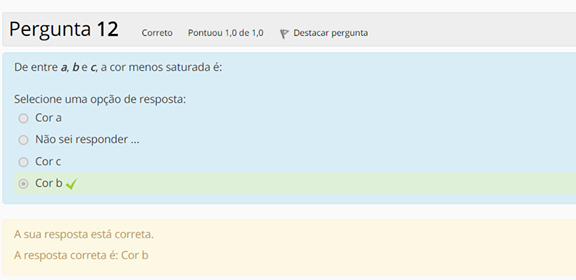 Pergunta 12 Correto Pontuou 1,0 de 1,0 Destacar pergunta
De entre a, b e c, a cor menos saturada é:
Selecione uma opção de resposta:
Cor a
Não sei responder ...
Cor c
Cor b
A sua resposta está correta.
A resposta correta é: Cor b